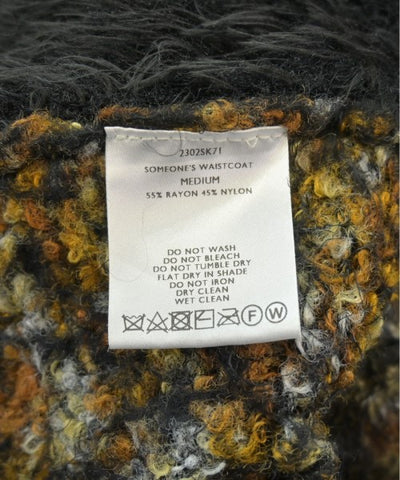 2302SK71
SOMEONE'S WAISTCOAT
MEDIUM
55% RAYON 45% NYLON
DO NOT WASH
DO NOT BLEACH
DO NOT TUMBLE DRY
FLAT DRY IN SHADE
DO NOT IRON
DRY CLEAN
WET CLEAN
F W